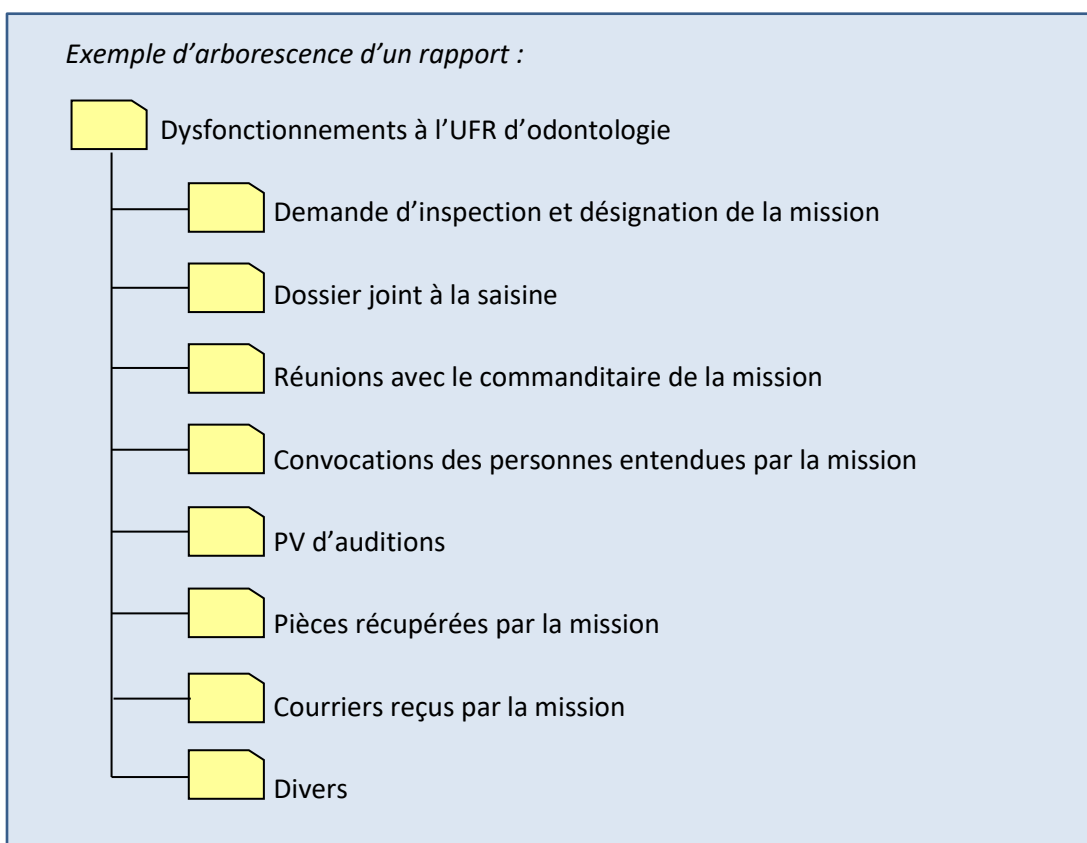 Exemple d’arborescence d’un rapport :
Dysfonctionnements à l’UFR d’odontologie
Demande d’inspection et désignation de la mission
Dossier joint à la saisine
Réunions avec le commanditaire de la mission
Convocations des personnes entendues par la mission
PV d’auditions
Pièces récupérées par la mission
Courriers reçus par la mission
Divers